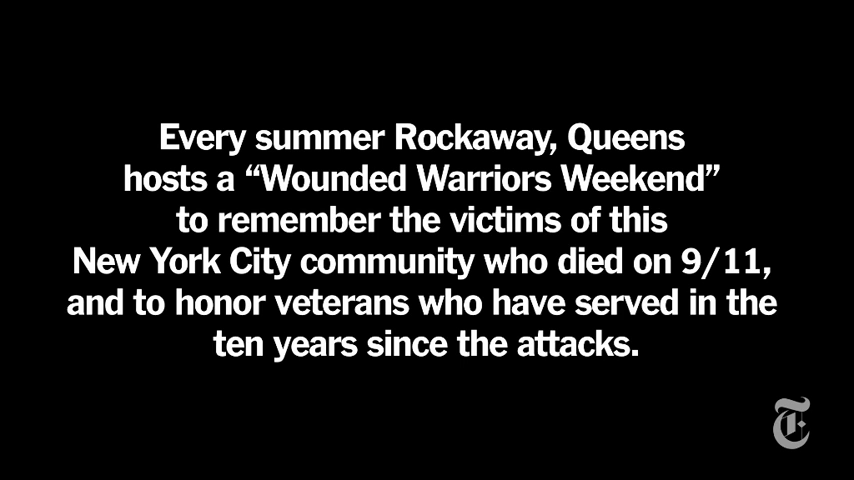 Every summer Rockaway, Queens
hosts a “Wounded Warriors Weekend”
to remember the victims of this
New York City community who died on 9/11,
and to honor veterans who have served in the
ten years since the attacks.
T